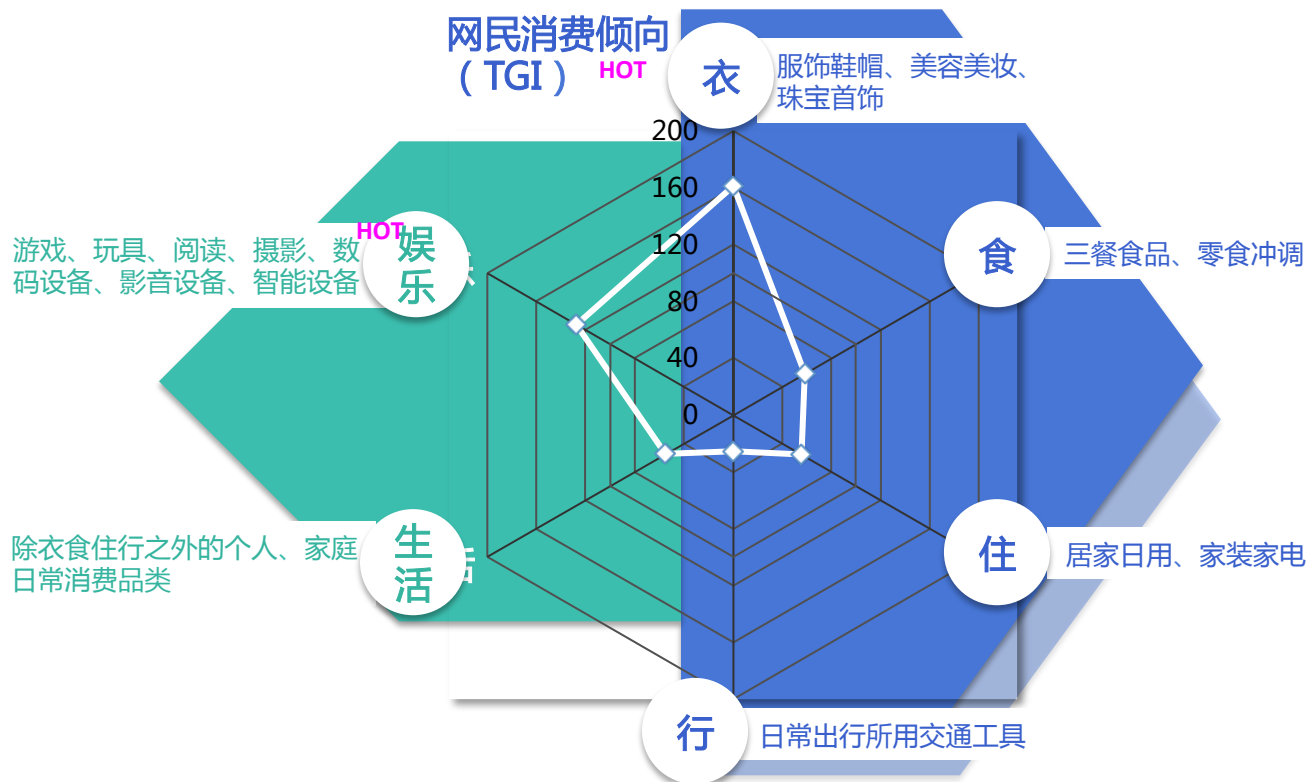 网民消费倾向
（TGI）
HOT
衣
服饰鞋帽、美容美妆、
珠宝首饰
200
160
120
80
40
0
食
三餐食品、零食冲调
住
居家日用、家装家电
行
日常出行所用交通工具
生
活
除衣食住行之外的个人、家庭
日常消费品类
HOT
娱
乐
游戏、玩具、阅读、摄影、数
码设备、影音设备、智能设备